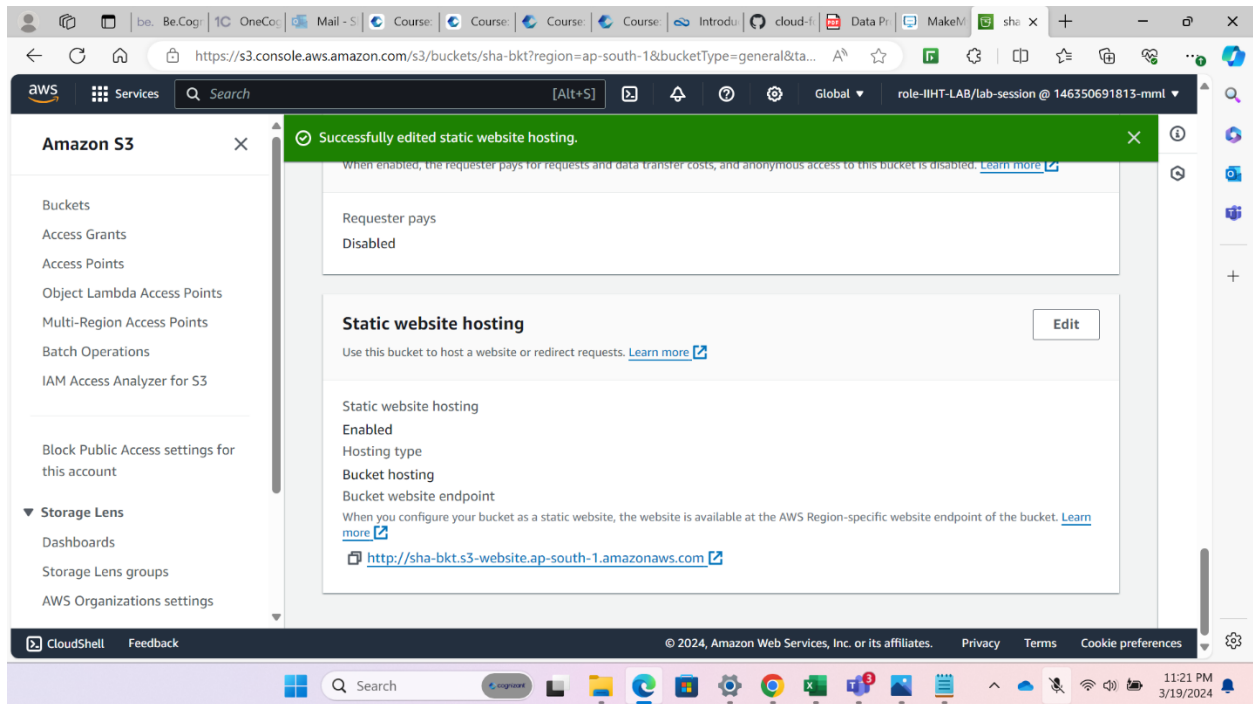 be. Be.Cogr
1C OneCog
Mail - S
Course:
Course:
Course:
Course:
Introdu
cloud-f
Data Pr
MakeM
sha
https://s3.console.aws.amazon.com/s3/buckets/sha-bkt?region=ap-south-1&bucketType=general&ta...
aws
Services
Search
[Alt+S]
Global
role-IIHT-LAB/lab-session @ 146350691813-mml
Amazon S3
Successfully edited static website hosting.
When enabled, the requester pays for requests and data transfer costs, and anonymous access to this bucket is disabled. Learn more
Buckets
Access Grants
Access Points
Object Lambda Access Points
Multi-Region Access Points
Batch Operations
IAM Access Analyzer for S3
Block Public Access settings for
this account
Storage Lens
Dashboards
Storage Lens groups
AWS Organizations settings
Requester pays
Disabled
Static website hosting
Edit
Use this bucket to host a website or redirect requests. Learn more
Static website hosting
Enabled
Hosting type
Bucket hosting
Bucket website endpoint
When you configure your bucket as a static website, the website is available at the AWS Region-specific website endpoint of the bucket. Learn
more
http://sha-bkt.s3-website.ap-south-1.amazonaws.com
CloudShell
Feedback
© 2024, Amazon Web Services, Inc. or its affiliates.
Privacy
Terms
Cookie preferences
Search
cognizant
3
11:21 PM
3/19/2024